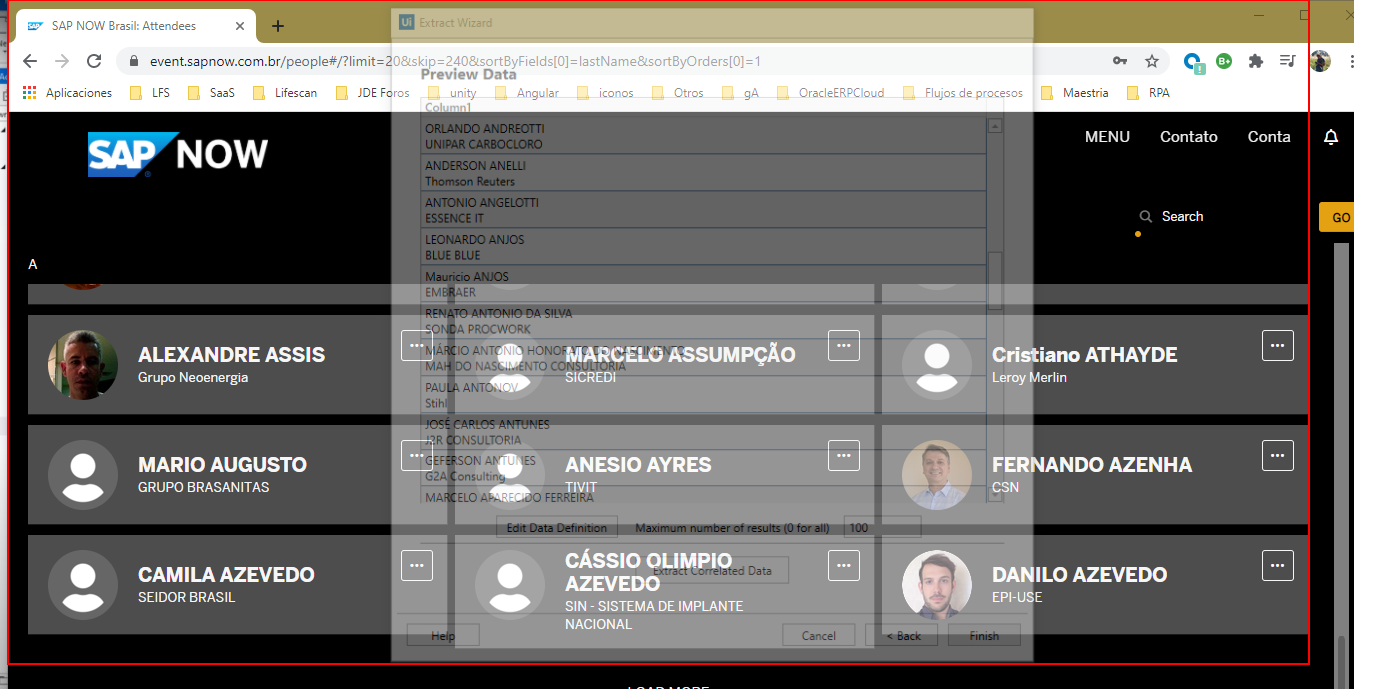 SAP NOW Brasil: Attendees
Ui Extract Wizard
event.sapnow.com.br/people#/?limit=20&skip=240&sortByFields[0]=lastName&sortByOrders[0]=1
B+
Preview Data
Aplicaciones LFS SaaS Lifescan JDE Foros unity Angular iconos Otros gA OracleERPCloud Flujos de procesos Maestria RPA
Column1
SAP NOW
MENU Contato Conta
Search
GO
A
ORLANDO ANDREOTTI
UNIPAR CARBOCLORO
ANDERSON ANELLI
Thomson Reuters
ANTONIO ANGELOTTI
ESSENCE IT
LEONARDO ANJOS
BLUE BLUE
Mauricio ANJOS
EMBRAER
RENATO ANTONIO DA SILVA
SONDA PROCWORK
MÁRCIO ANTONIO HONORATO DO NASCIMENTO
MAH DO NASCIMENTO CONSULTORIA
PAULA ANTONOV
Stihl
JOSÉ CARLOS ANTUNES
J2R CONSULTORIA
GEFERSON ANTUNES
G2A Consulting
MARCELO APARECIDO FERREIRA
Edit Data Definition Maximum number of results (0 for all) 100
Extract Correlated Data
Help Cancel < Back Finish
ALEXANDRE ASSIS
Grupo Neoenergia
MARCELO ASSUMPÇÃO
SICREDI
Cristiano ATHAYDE
Leroy Merlin
MARIO AUGUSTO
GRUPO BRASANITAS
ANESIO AYRES
TIVIT
FERNANDO AZENHA
CSN
CAMILA AZEVEDO
SEIDOR BRASIL
CÁSSIO OLIMPIO
AZEVEDO
SIN - SISTEMA DE IMPLANTE
NACIONAL
DANILO AZEVEDO
EPI-USE
LOAD MORE